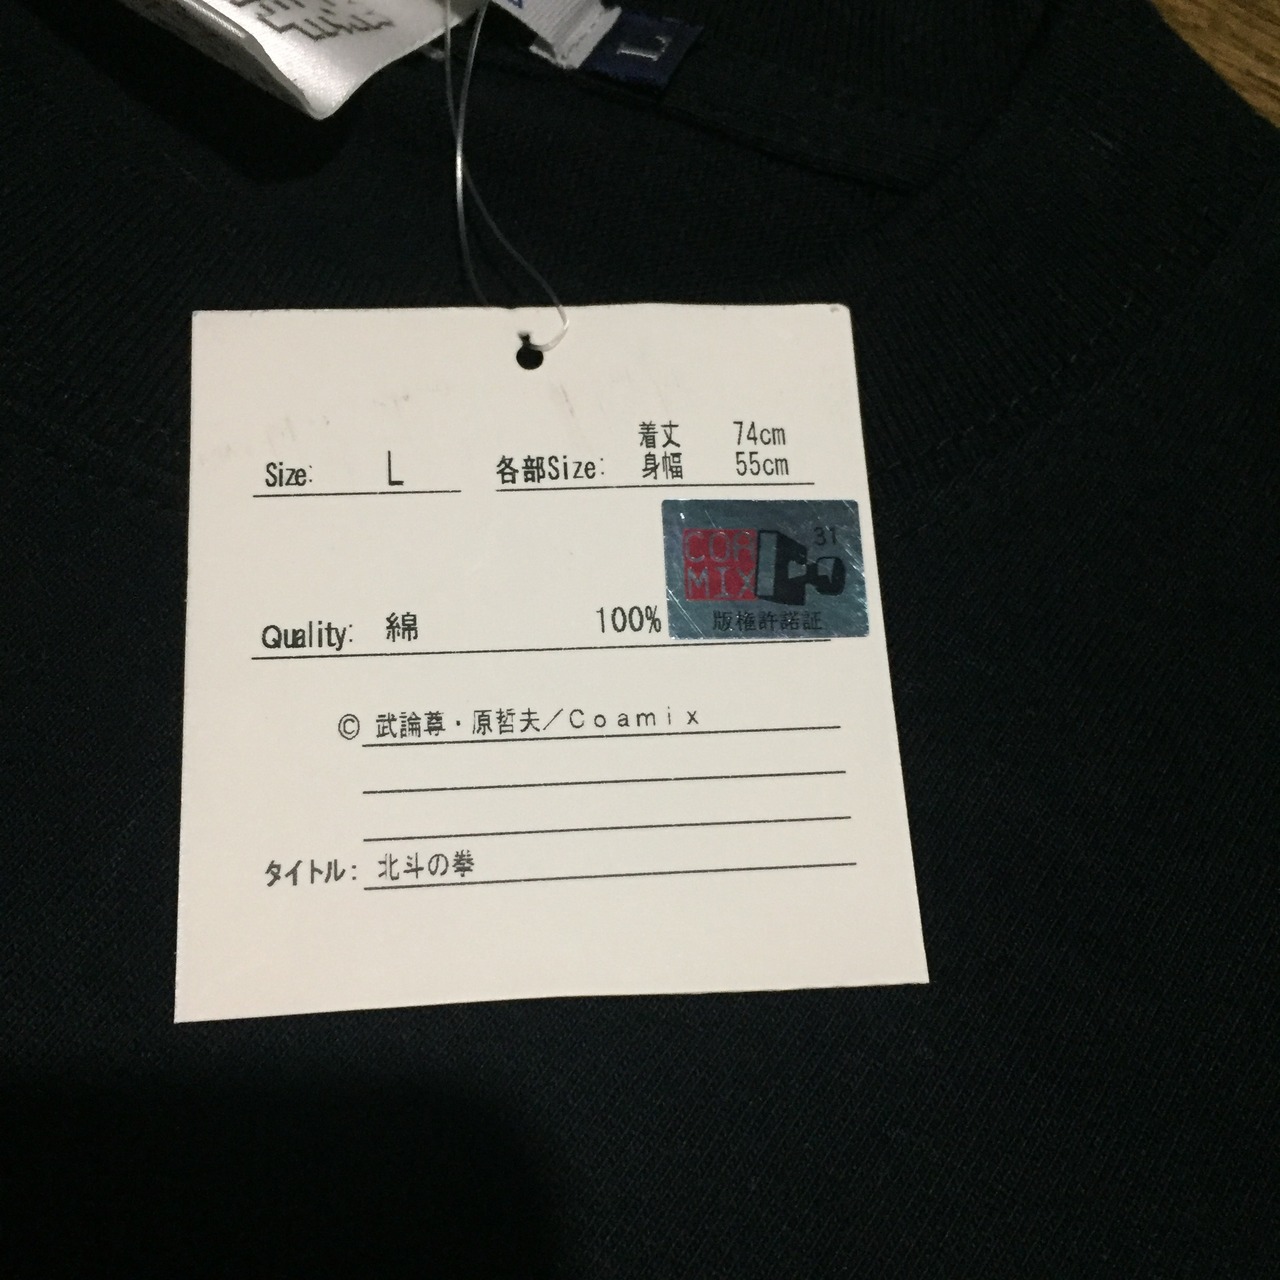 L
着丈 74cm
Size: L 各部Size: 身幅 55cm
31
COA
MIX
版権許諾証
Quality: 綿 100%
© 武論尊・原哲夫／Coamix
タイトル: 北斗の拳